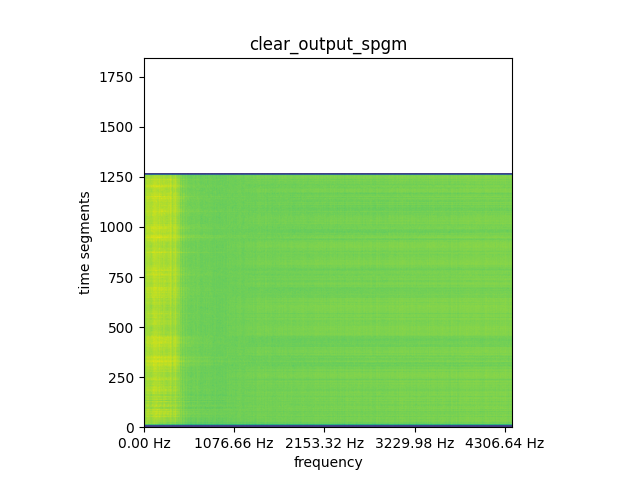 clear_output_spgm
1750
1500
1250
1000
750
500
250
0
time segments
0.00 Hz 1076.66 Hz 2153.32 Hz 3229.98 Hz 4306.64 Hz
frequency